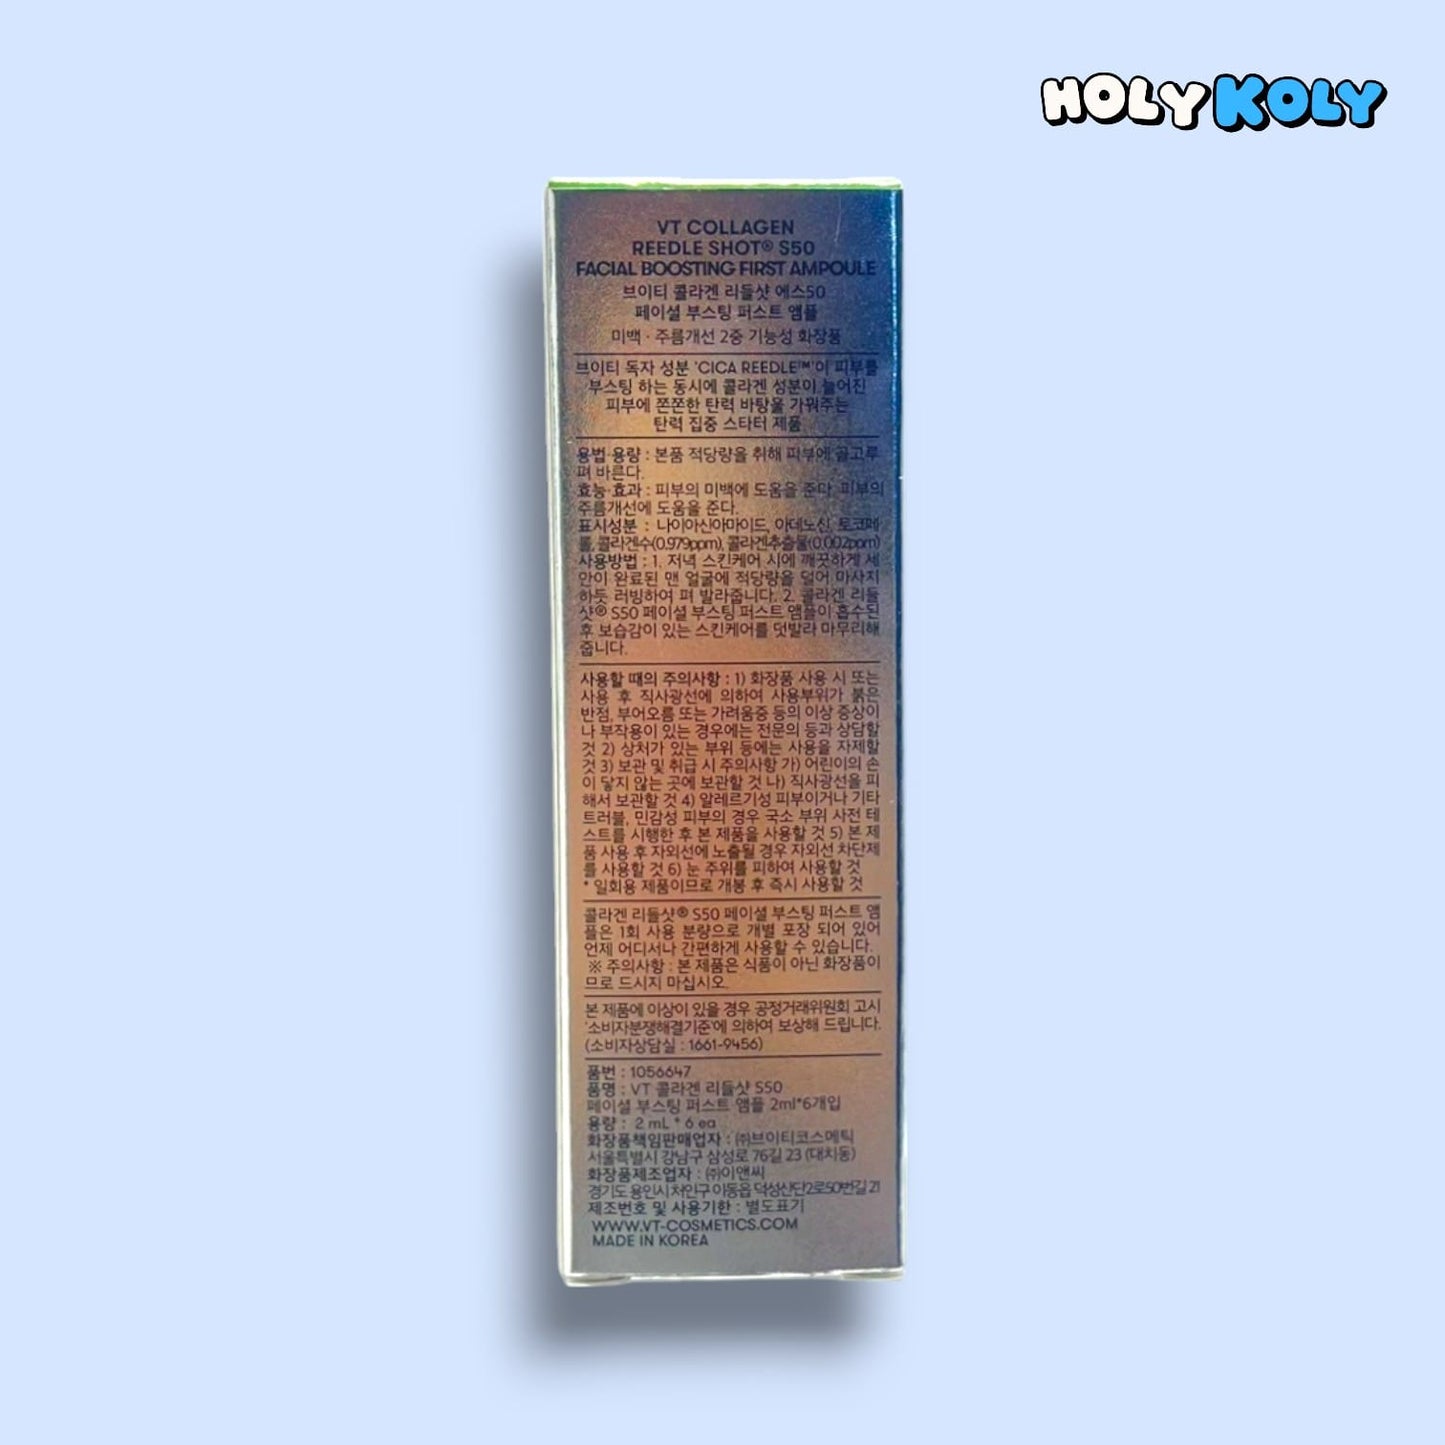 HOLY KOLY
VT COLLAGEN
REEDLE SHOT® S50
FACIAL BOOSTING FIRST AMPOULE
브이티 콜라겐 리들샷 에스50
페이셜 부스팅 퍼스트 앰플
미백 · 주름개선 2중 기능성 화장품
브이티 독자 성분 'CICA REEDLE™'이 피부를
부스팅 하는 동시에 콜라겐 성분이 늘어진
피부에 쫀쫀한 탄력 바탕을 가꿔주는
탄력 집중 스타터 제품
용법·용량 : 본품 적당량을 취해 피부에 골고루
펴 바른다.
효능·효과 : 피부의 미백에 도움을 준다. 피부의
주름개선에 도움을 준다.
표시성분 : 나이아신아마이드, 아데노신, 토코페
롤, 콜라겐수(0.979ppm), 콜라겐추출물(0.002ppm)
사용방법 : 1. 저녁 스킨케어 시에 깨끗하게 세
안이 완료된 맨 얼굴에 적당량을 덜어 마사지
하듯 러빙하여 펴 발라줍니다. 2. 콜라겐 리들
샷® S50 페이셜 부스팅 퍼스트 앰플이 흡수된
후 보습감이 있는 스킨케어를 덧발라 마무리해
줍니다.
사용할 때의 주의사항 : 1) 화장품 사용 시 또는
사용 후 직사광선에 의하여 사용부위가 붉은
반점, 부어오름 또는 가려움증 등의 이상 증상이
나 부작용이 있는 경우에는 전문의 등과 상담할
것 2) 상처가 있는 부위 등에는 사용을 자제할
것 3) 보관 및 취급 시 주의사항 가) 어린이의 손
이 닿지 않는 곳에 보관할 것 나) 직사광선을 피
해서 보관할 것 4) 알레르기성 피부이거나 기타
트러블, 민감성 피부의 경우 국소 부위 사전 테
스트를 시행한 후 본 제품을 사용할 것 5) 본 제
품 사용 후 자외선에 노출될 경우 자외선 차단제
를 사용할 것 6) 눈 주위를 피하여 사용할 것
* 일회용 제품이므로 개봉 후 즉시 사용할 것
콜라겐 리들샷® S50 페이셜 부스팅 퍼스트 앰
플은 1회 사용 분량으로 개별 포장 되어 있어
언제 어디서나 간편하게 사용할 수 있습니다.
※ 주의사항 : 본 제품은 식품이 아닌 화장품이
므로 드시지 마십시오.
본 제품에 이상이 있을 경우 공정거래위원회 고시
'소비자분쟁해결기준'에 의하여 보상해 드립니다.
(소비자상담실 : 1661-9456)
품번 : 1056647
품명 : VT 콜라겐 리들샷 S50
페이셜 부스팅 퍼스트 앰플 2ml*6개입
용량 : 2 mL * 6 ea
화장품책임판매업자 : ㈜브이티코스메틱
서울특별시 강남구 삼성로 76길 23 (대치동)
화장품제조업자 : ㈜이앤씨
경기도 용인시 처인구 이동읍 덕성산단2로50번길 21
제조번호 및 사용기한 : 별도표기
WWW.VT-COSMETICS.COM
MADE IN KOREA